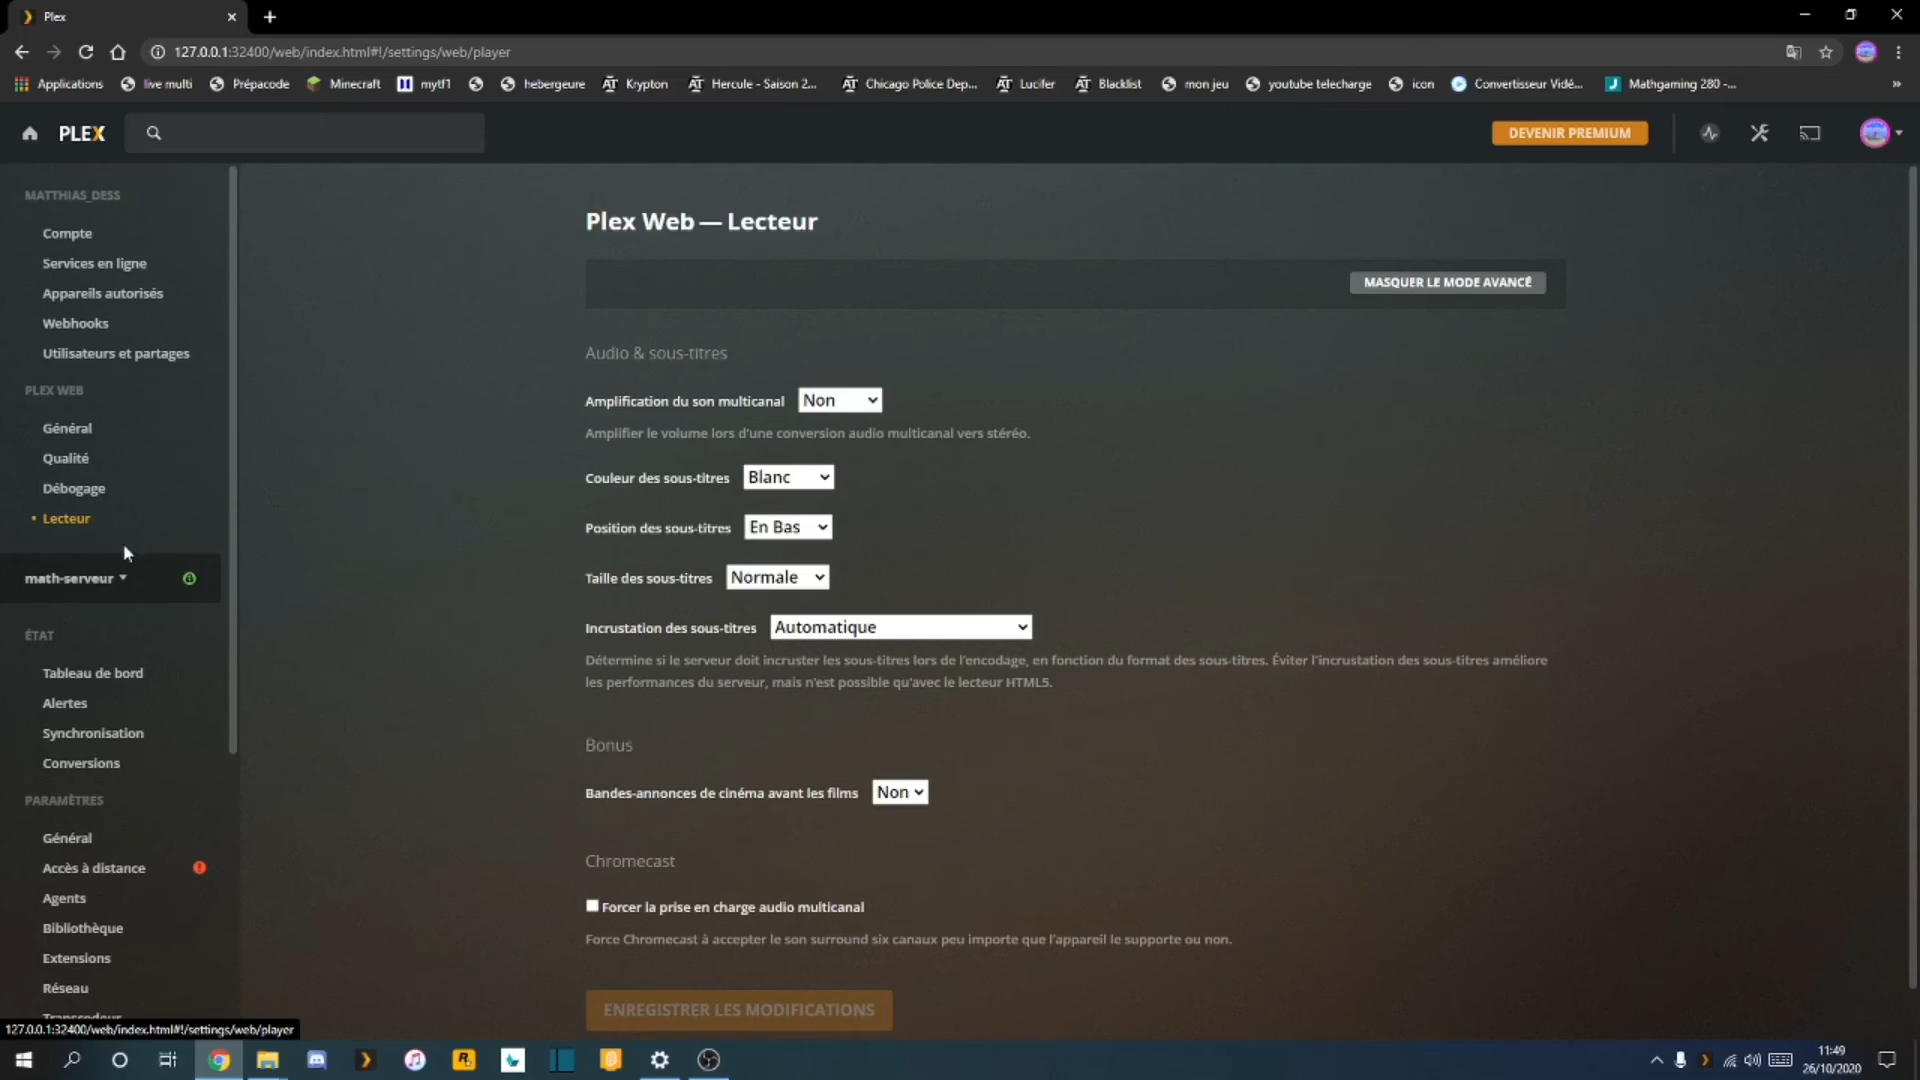 Plex
127.0.0.1:32400/web/index.html#!/settings/web/player
Applications
live multi
Prépacode
Minecraft
mytf1
hebergeure
Krypton
Hercule - Saison 2...
Chicago Police Dep...
Lucifer
Blacklist
mon jeu
youtube telecharge
icon
Convertisseur Vidé...
Mathgaming 280 -...
PLEX
DEVENIR PREMIUM
MATTHIAS_DESS
Compte
Services en ligne
Appareils autorisés
Webhooks
Utilisateurs et partages
PLEX WEB
Général
Qualité
Débogage
Lecteur
math-serveur
ÉTAT
Tableau de bord
Alertes
Synchronisation
Conversions
PARAMÈTRES
Général
Accès à distance
Agents
Bibliothèque
Extensions
Réseau
Transcodeur
127.0.0.1:32400/web/index.html#!/settings/web/player
Plex Web — Lecteur
MASQUER LE MODE AVANCÉ
Audio & sous-titres
Amplification du son multicanal Non
Amplifier le volume lors d'une conversion audio multicanal vers stéréo.
Couleur des sous-titres Blanc
Position des sous-titres En Bas
Taille des sous-titres Normale
Incrustation des sous-titres Automatique
Détermine si le serveur doit incruster les sous-titres lors de l'encodage, en fonction du format des sous-titres. Éviter l'incrustation des sous-titres améliore
les performances du serveur, mais n'est possible qu'avec le lecteur HTML5.
Bonus
Bandes-annonces de cinéma avant les films Non
Chromecast
Forcer la prise en charge audio multicanal
Force Chromecast à accepter le son surround six canaux peu importe que l'appareil le supporte ou non.
ENREGISTRER LES MODIFICATIONS
11:49
26/10/2020